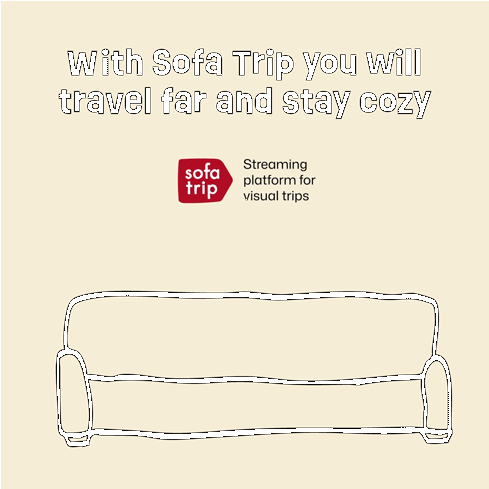 With Sofa Trip you will
travel far and stay cozy
sofa
trip
Streaming
platform for
visual trips